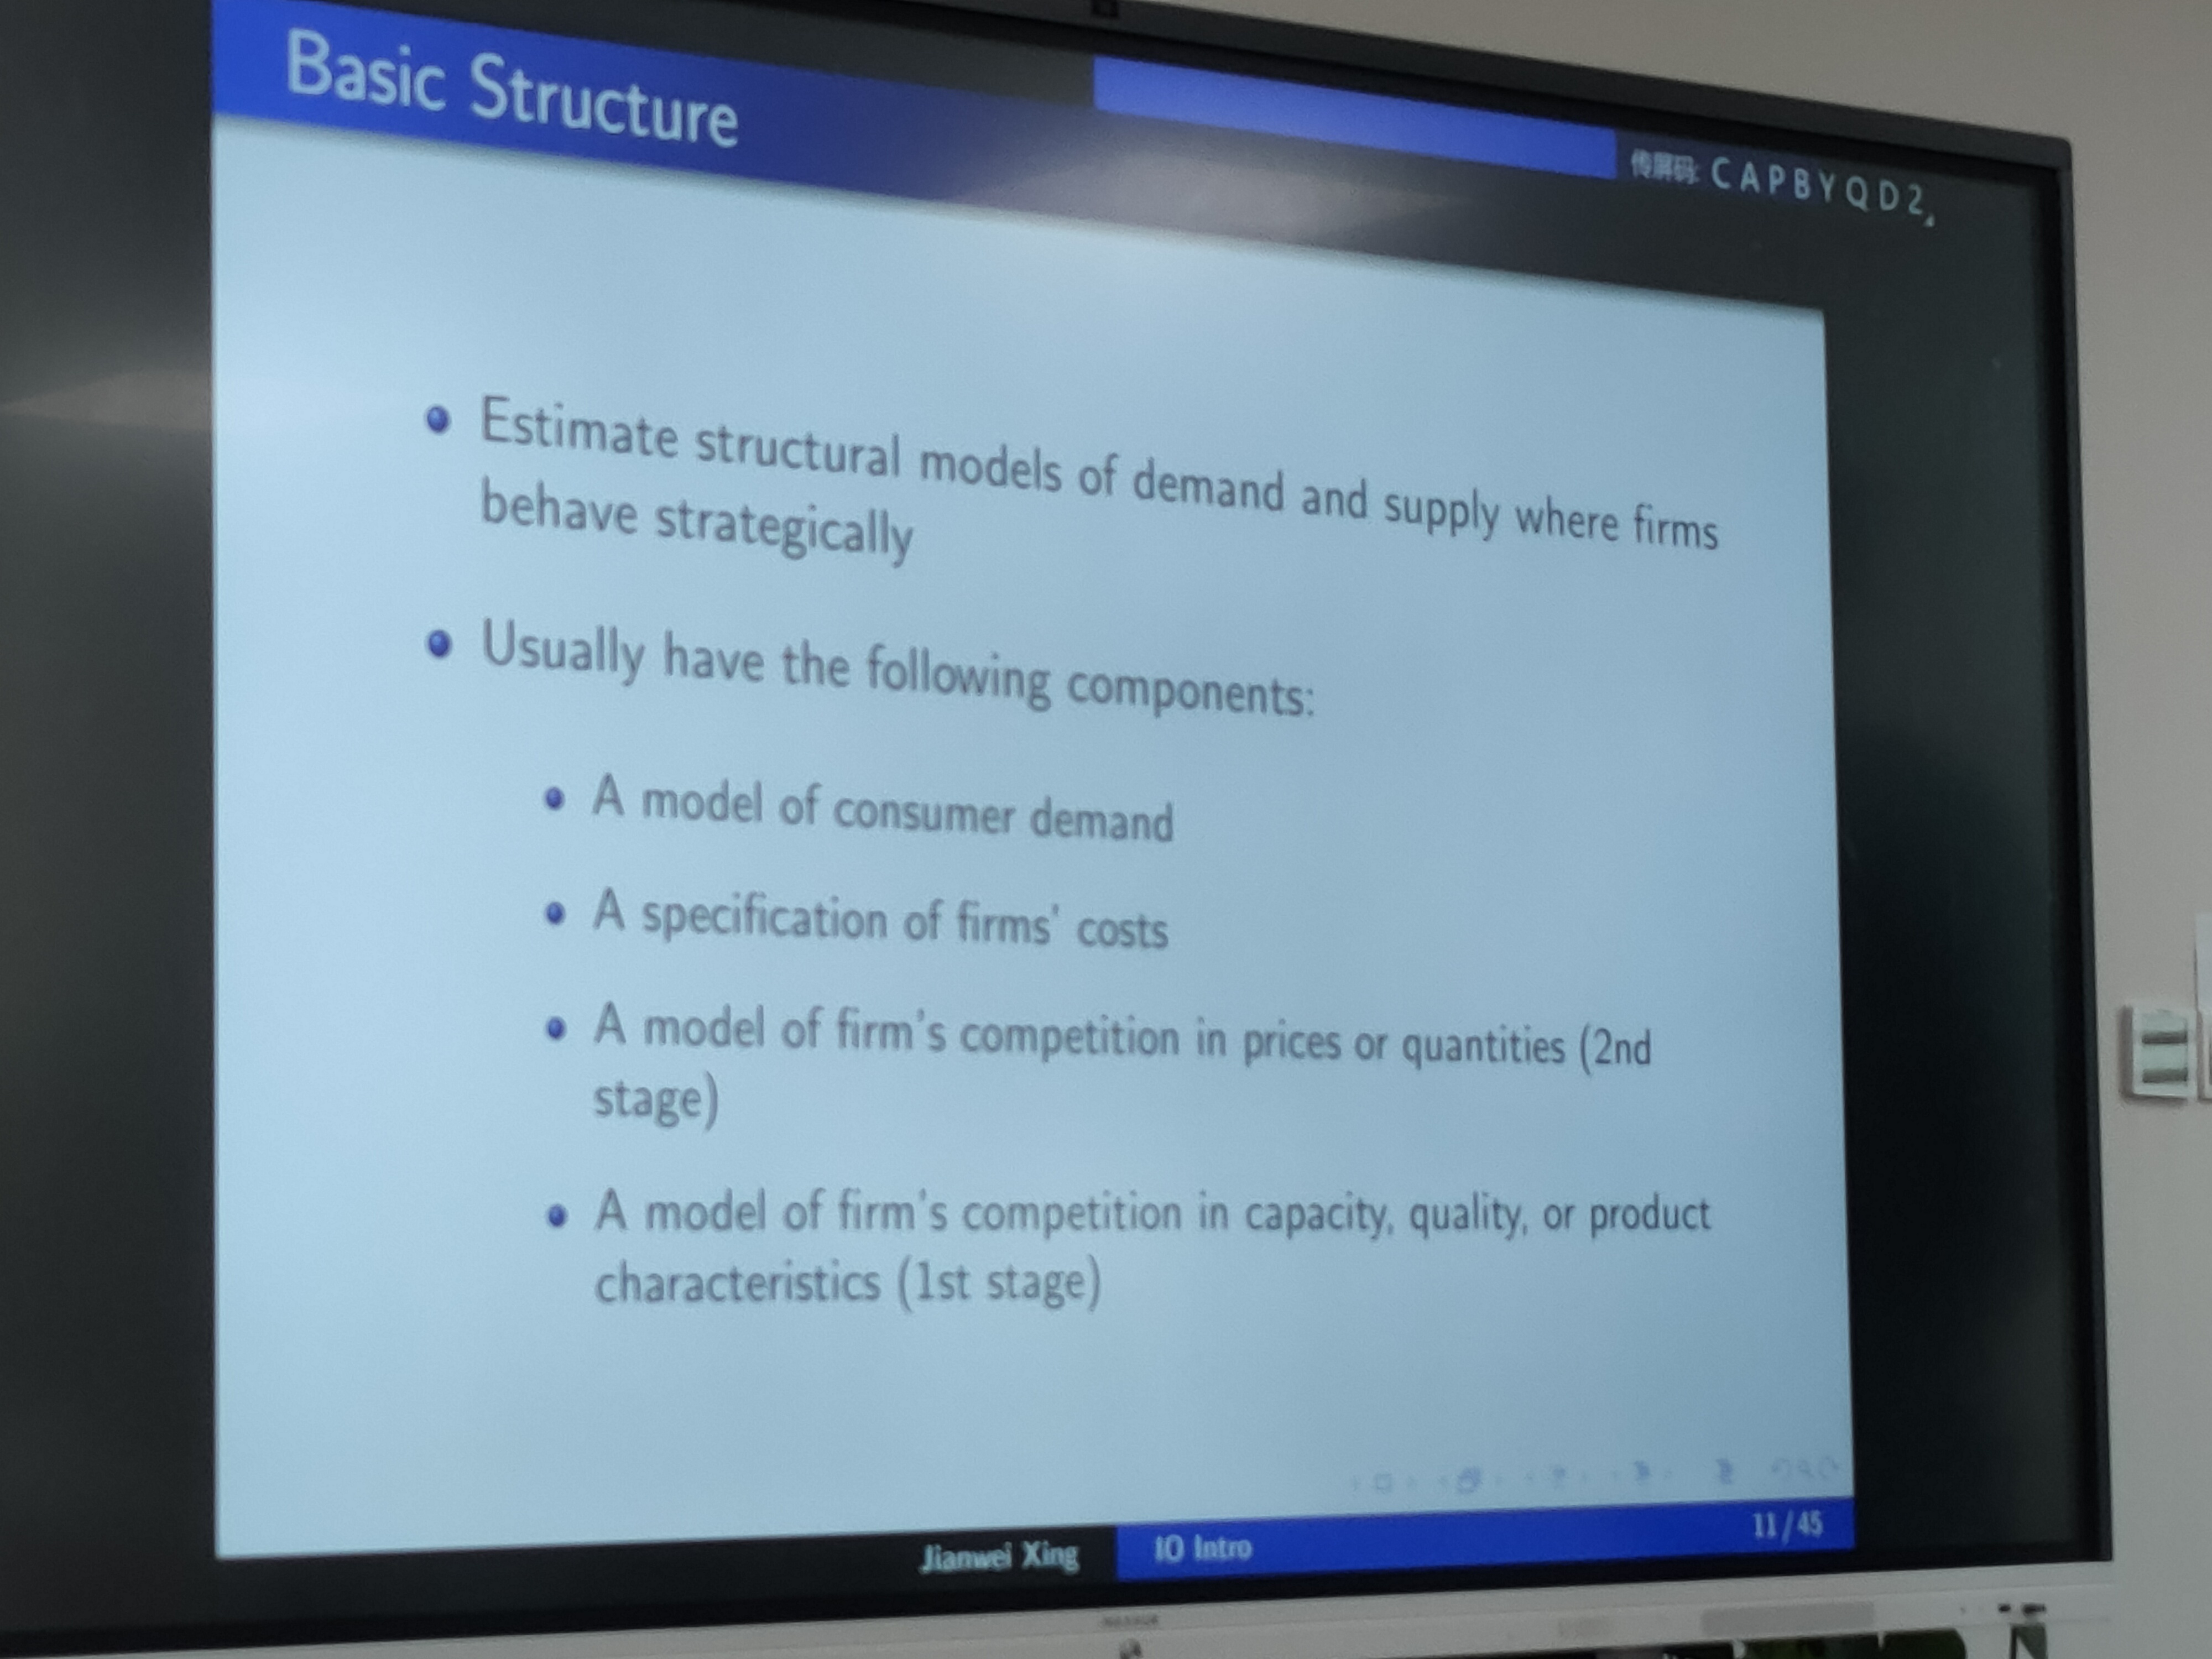 Basic Structure
传屏码: CAPBYQD2
Estimate structural models of demand and supply where firms
behave strategically
Usually have the following components:
A model of consumer demand
A specification of firms' costs
A model of firm's competition in prices or quantities (2nd
stage)
A model of firm's competition in capacity, quality, or product
characteristics (1st stage)
Jianwei Xing
IO Intro
11/45